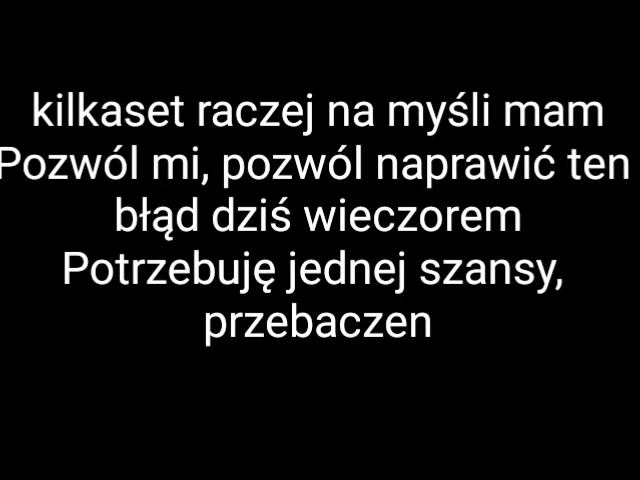 kilkaset raczej na myśli mam
Pozwól mi, pozwól naprawić ten
błąd dziś wieczorem
Potrzebuję jednej szansy,
przebaczen